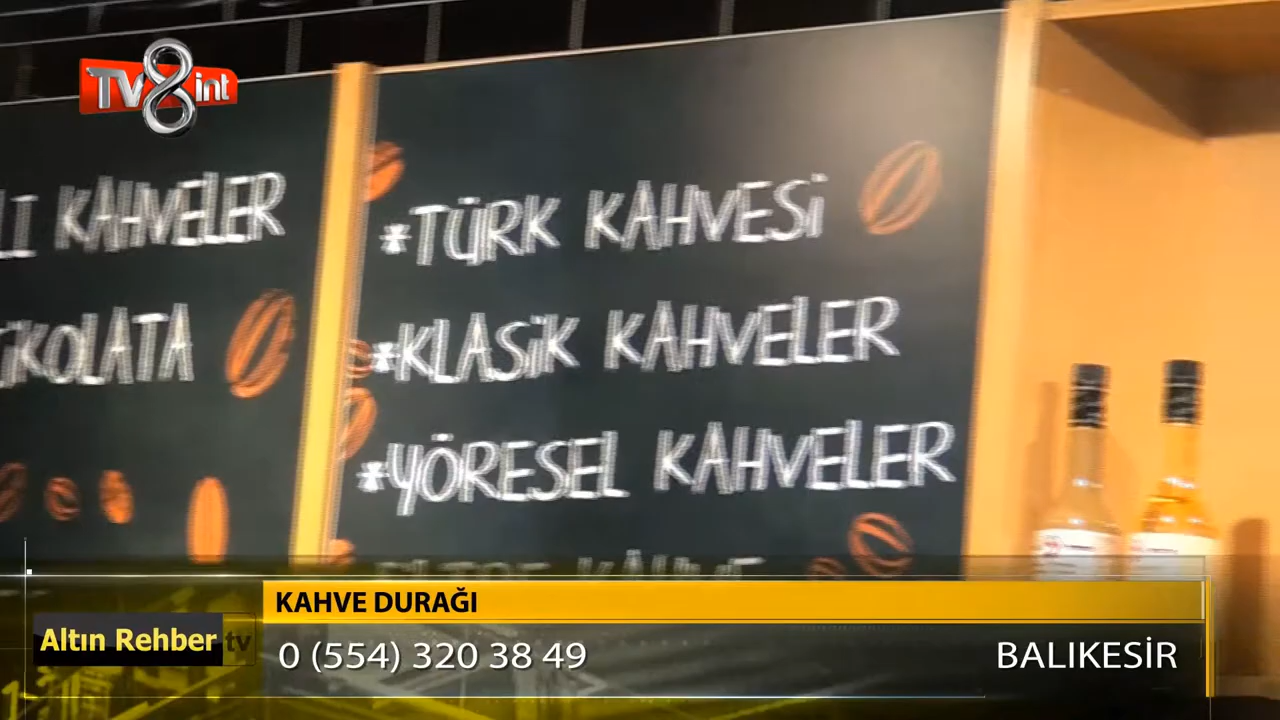 TV8int
LI KAHVELER
İKOLATA
*TÜRK KAHVESİ
*KLASİK KAHVELER
*YÖRESEL KAHVELER
KAHVE DURAĞI
Altın Rehber tv
0 (554) 320 38 49
BALIKESİR